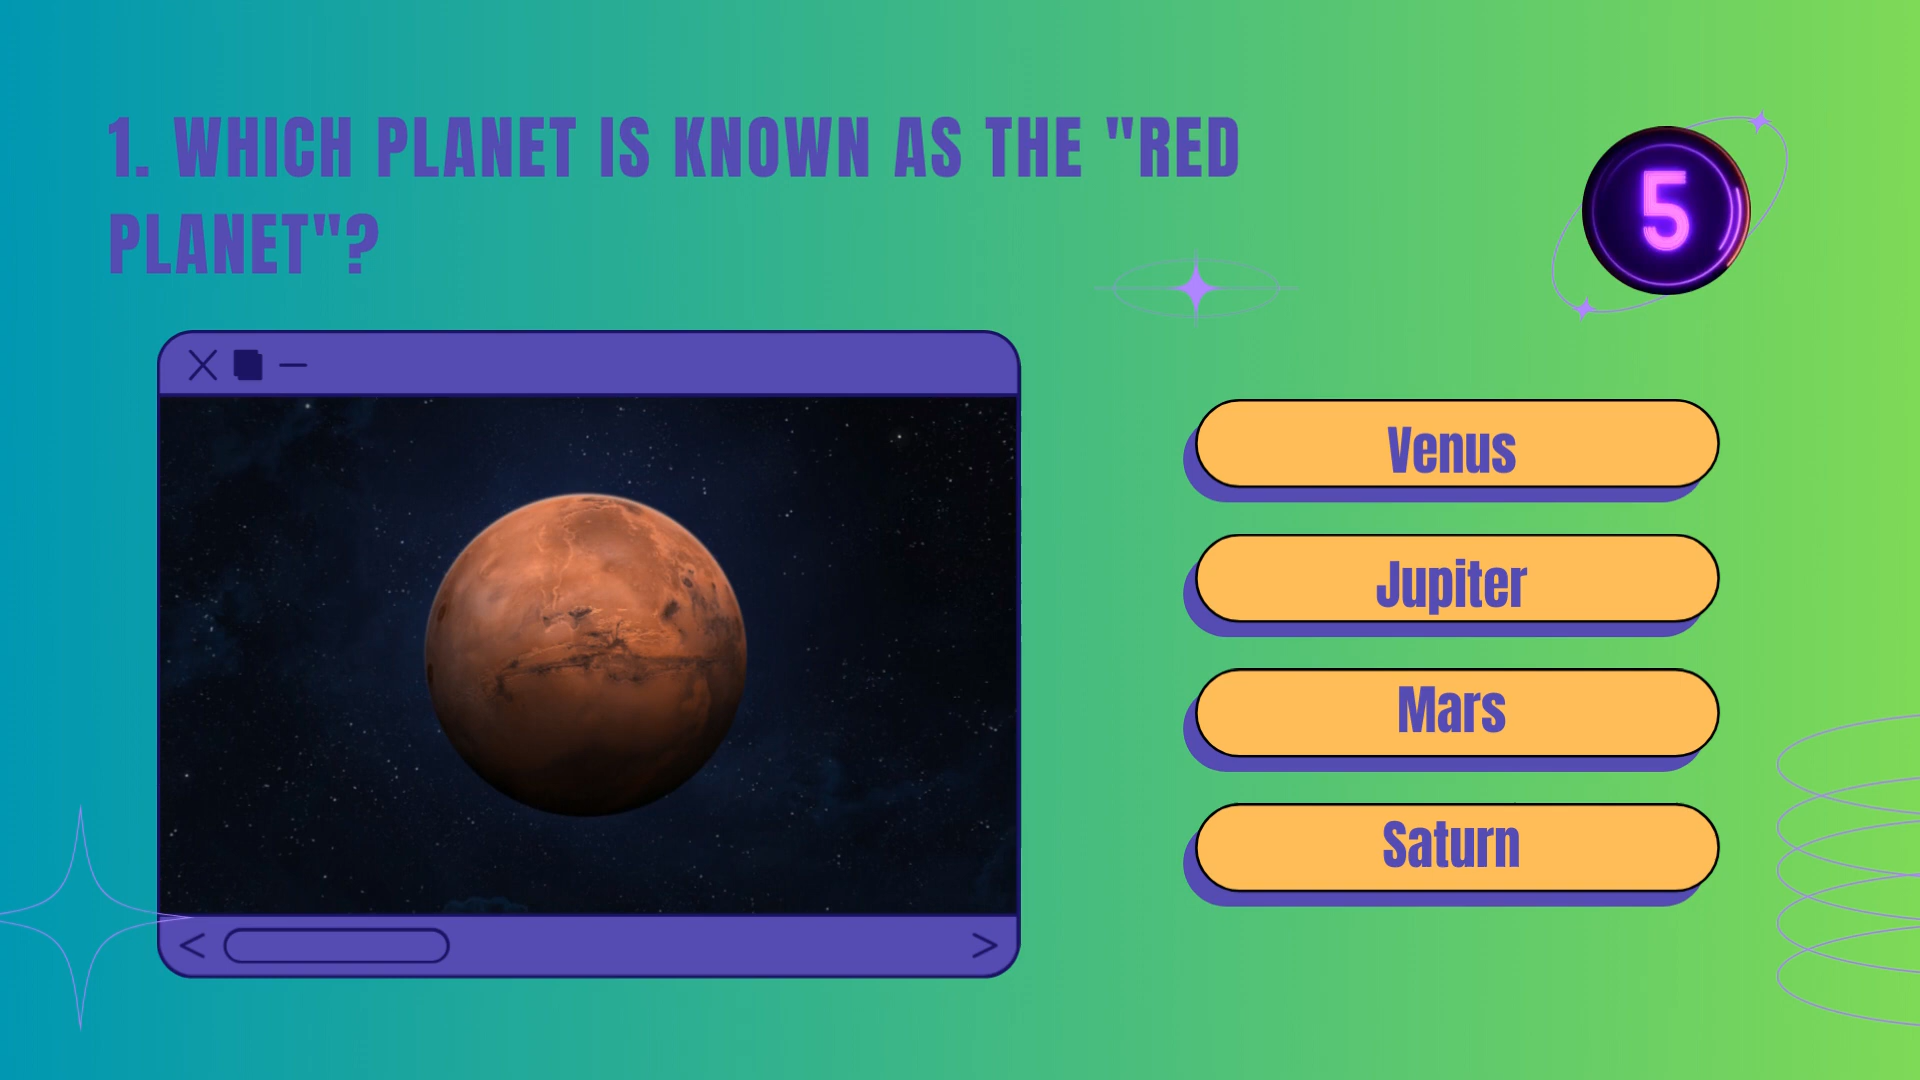 1. WHICH PLANET IS KNOWN AS THE "RED
PLANET"?
5
Venus
Jupiter
Mars
Saturn